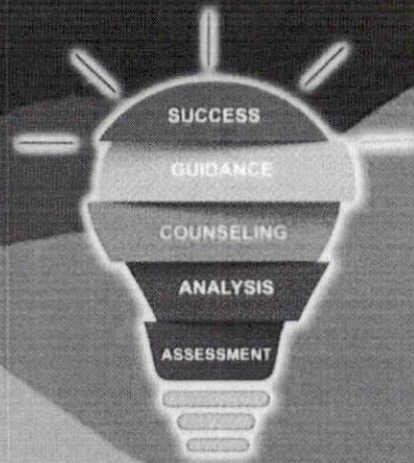 SUCCESS
GUIDANCE
COUNSELING
ANALYSIS
ASSESSMENT